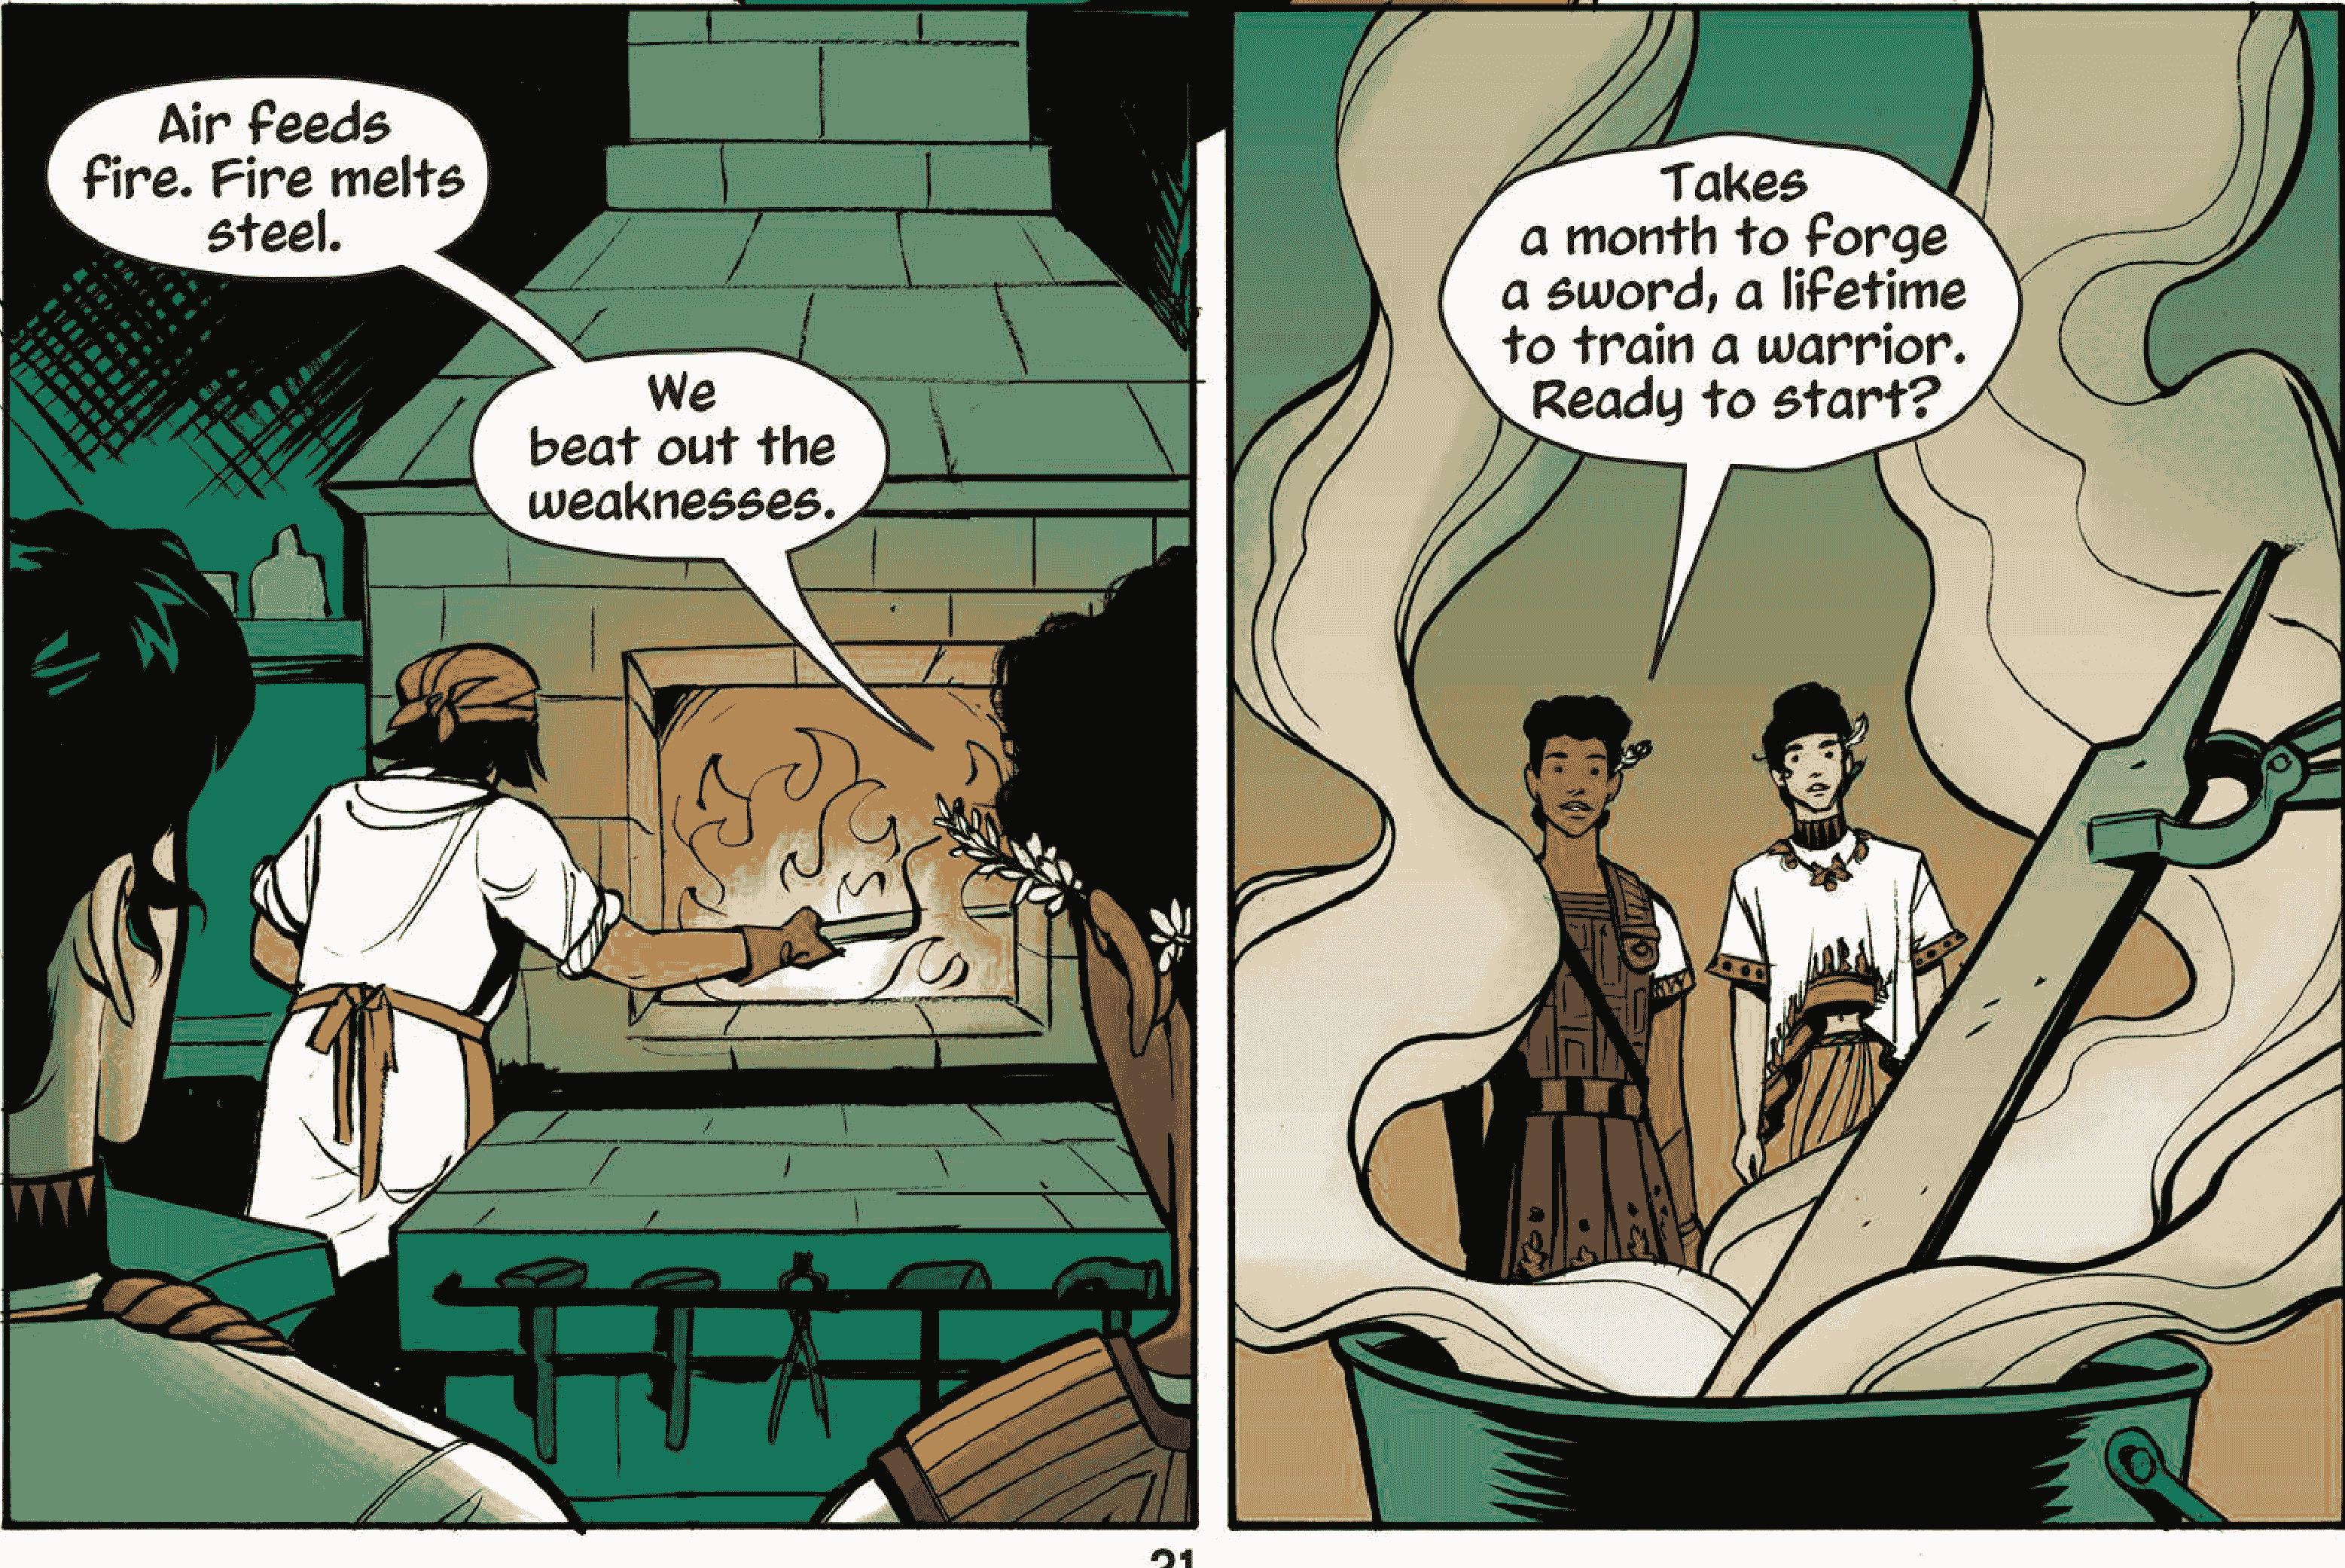 Air feeds
fire. Fire melts
steel.
We
beat out the
weaknesses.
Takes
a month to forge
a sword, a lifetime
to train a warrior.
Ready to start?
21